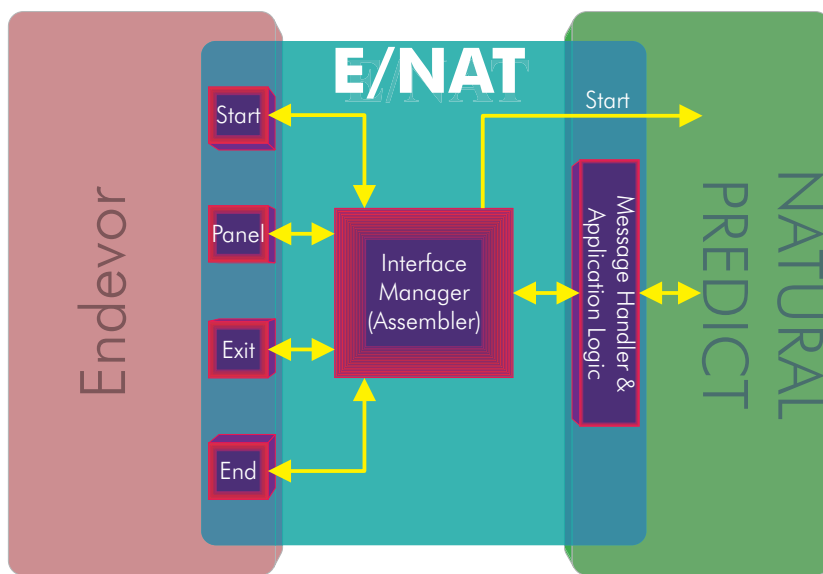 E/NAT
Endevor
Start
Panel
Exit
End
Interface
Manager
(Assembler)
Start
Message Handler &
Application Logic
NATURAL
PREDICT